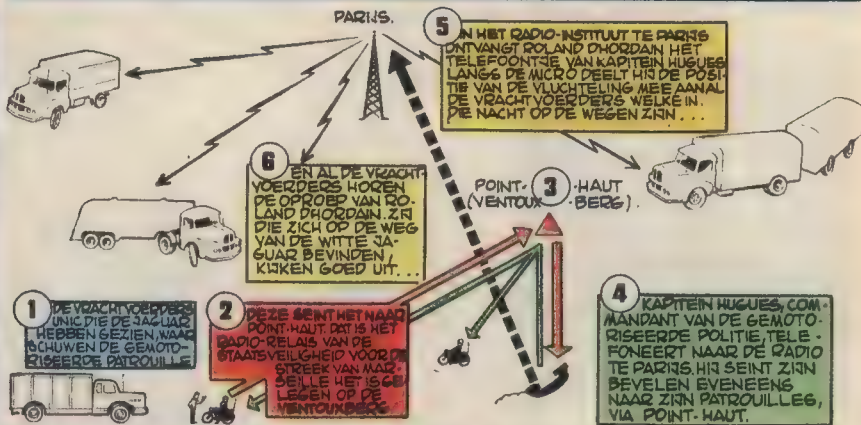 PARIJS.
5
IN HET RADIO-INSTITUUT TE PARIJS
ONTVANGT ROLAND DHORDAIN HET
TELEFOONTJE VAN KAPITEIN HUGUES
LANGS DE MICRO DEELT HIJ DE POSI-
TIE VAN DE VLUCHTELING MEE AAN AL
DE VRACHTVOERDERS WELKE IN
DIE NACHT OP DE WEGEN ZIJN...
6
EN AL DE VRACHT-
VOERDERS HOREN
DE OPROEP VAN RO-
LAND DHORDAIN. ZIJ
DIE ZICH OP DE WEG
VAN DE WITTE JA-
GUAR BEVINDEN,
KIJKEN GOED UIT...
POINT- 3 -HAUT
(VENTOUX-BERG).
1
DE VRACHTVOERDERS
UNIC DIE DE JAGUAR
HEBBEN GEZIEN, WAAR
SCHUWEN DE GEMOTO-
RISEERDE PATROUILLE
2
DEZE SEINT HET NAAR
POINT-HAUT. DAT IS HET
RADIO-RELAIS VAN DE
STAATSVEILIGHEID VOOR DE
STREEK VAN MAR-
SEILLE HET IS GE-
LEGEN OP DE
VENTOUXBERG.
4
KAPITEIN HUGUES, COM-
MANDANT VAN DE GEMOTO-
RISEERDE POLITIE, TELE-
FONEERT NAAR DE RADIO
TE PARIJS. HIJ SEINT ZIJN
BEVELEN EVENEENS
NAAR ZIJN PATROUILLES,
VIA POINT-HAUT.